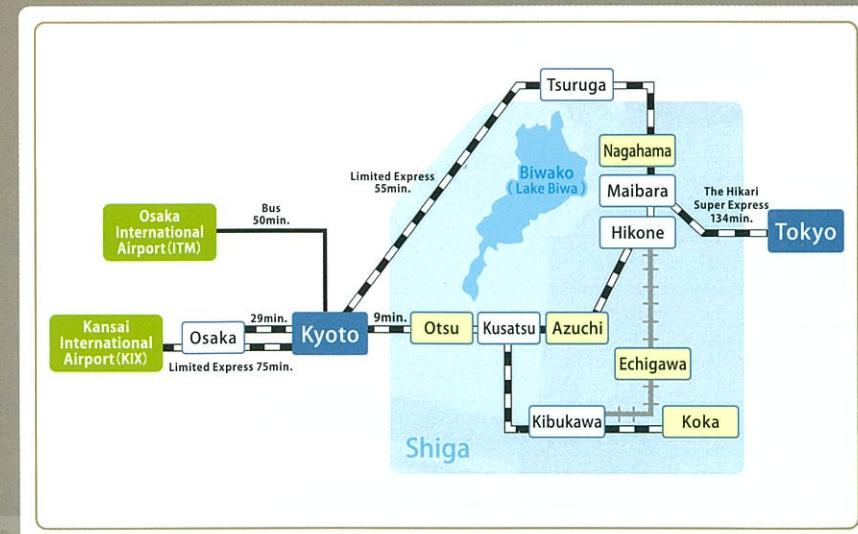 Tsuruga
Nagahama
Limited Express
55min.
Biwako
( Lake Biwa )
Maibara
The Hikari
Super Express
134min.
Osaka
International
Airport(ITM)
Bus
50min.
Hikone
Tokyo
Kansai
International
Airport(KIX)
Osaka
29min.
Kyoto
9min.
Otsu
Kusatsu
Azuchi
Limited Express 75min.
Echigawa
Kibukawa
Koka
Shiga